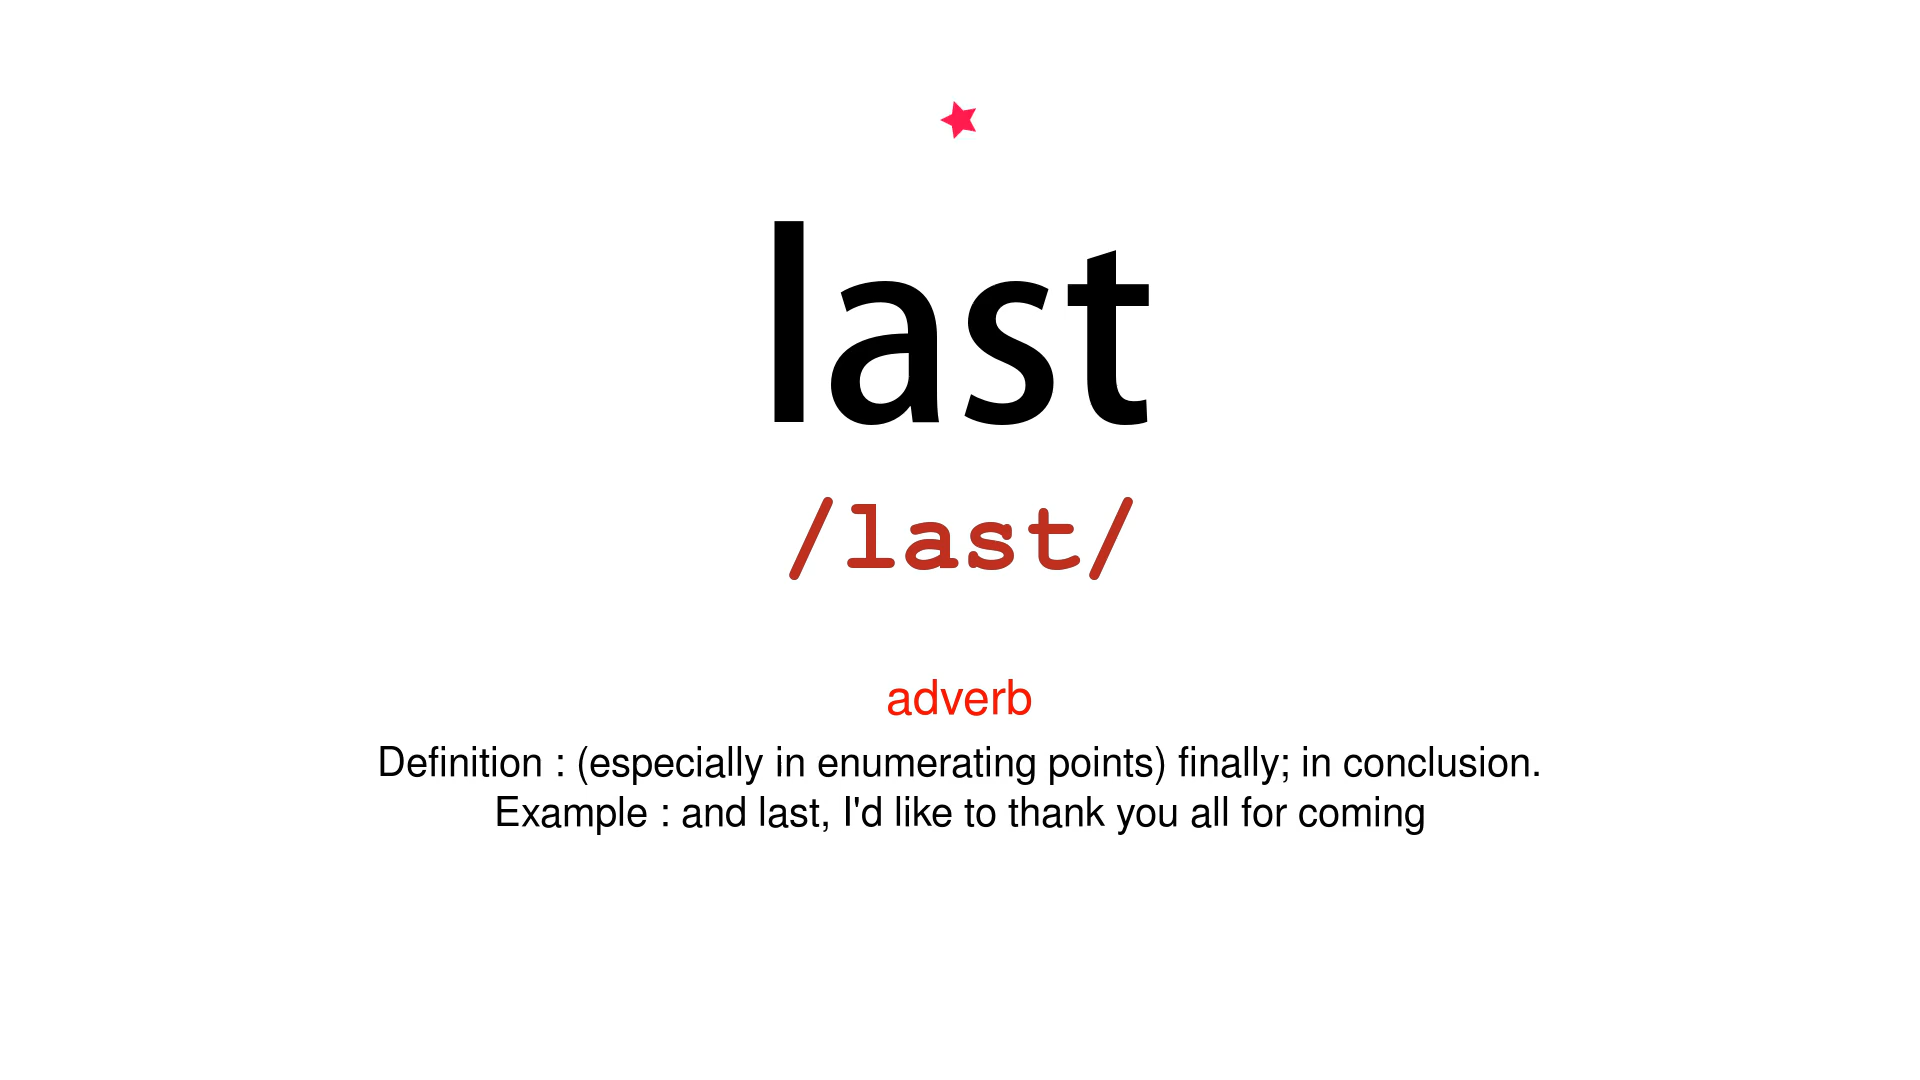 last
/last/
adverb
Definition : (especially in enumerating points) finally; in conclusion.
Example : and last, I'd like to thank you all for coming